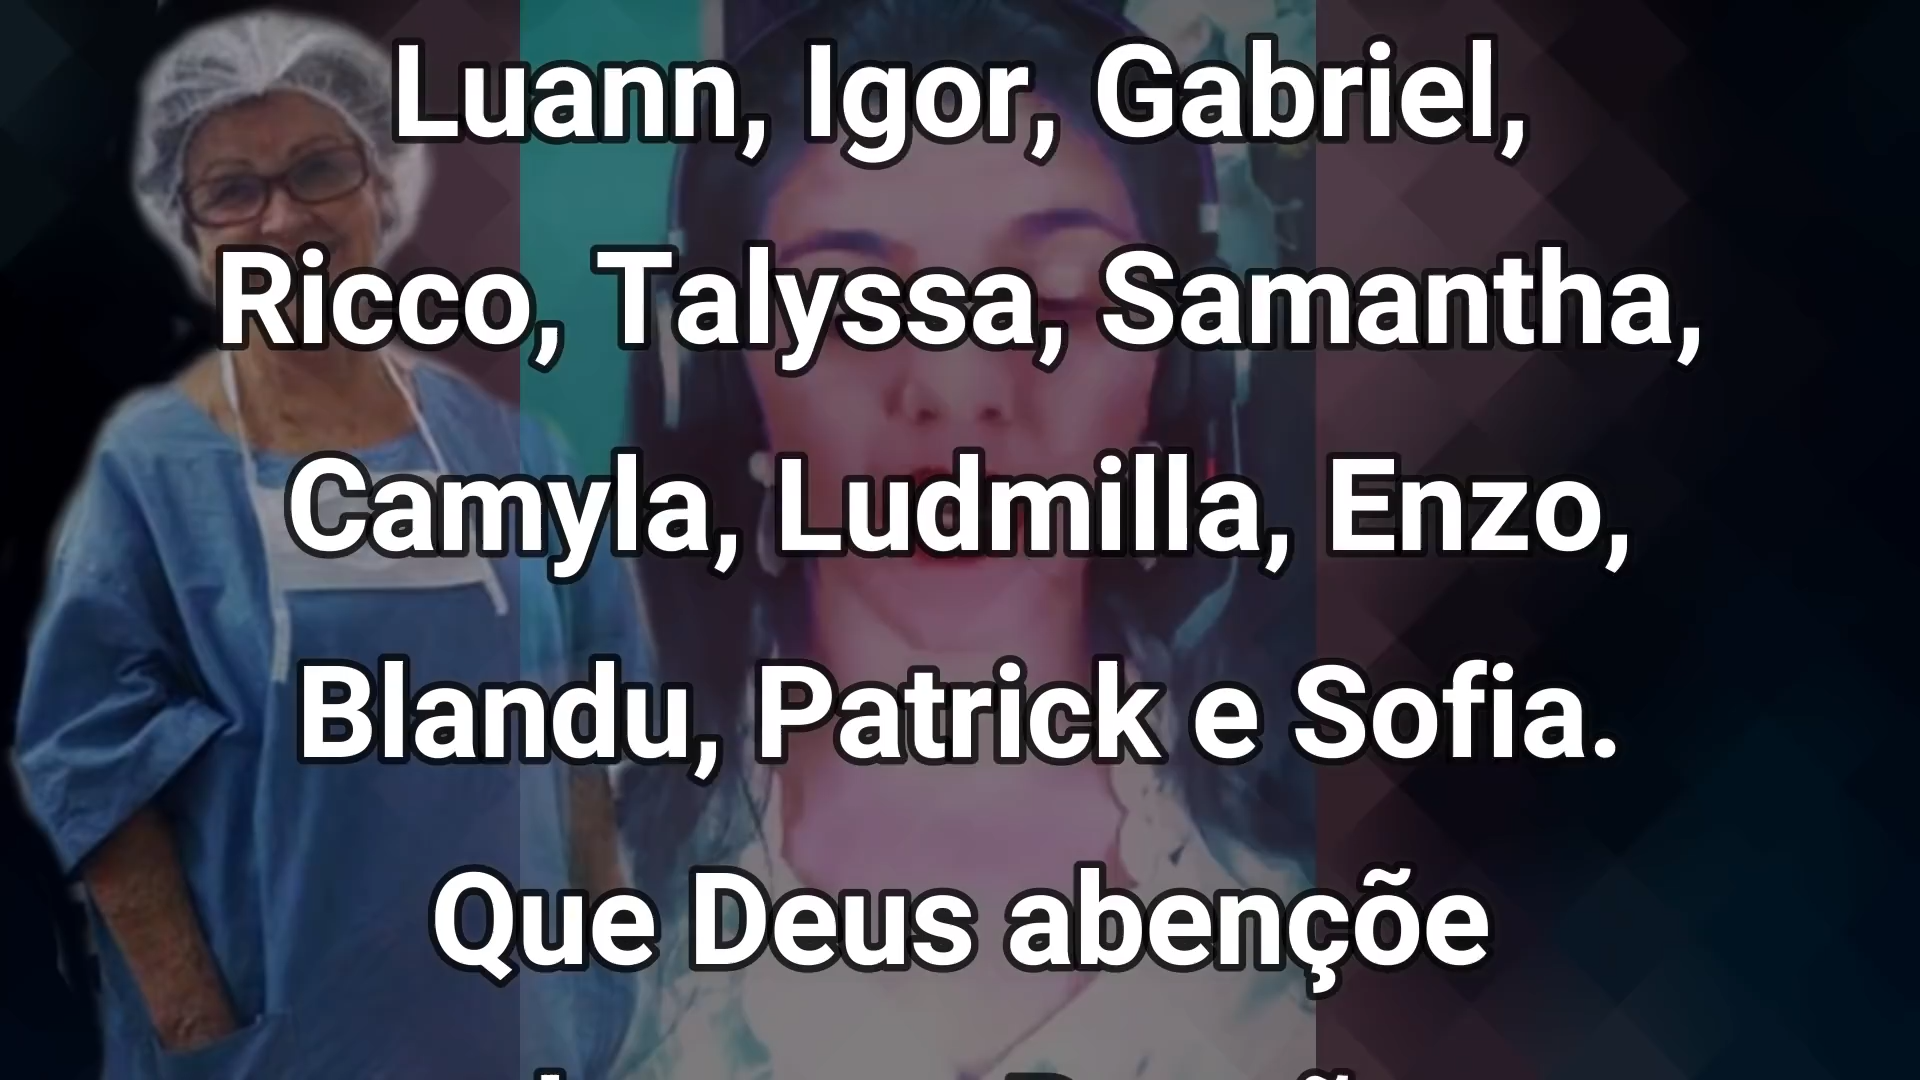 Luann, Igor, Gabriel,
Ricco, Talyssa, Samantha,
Camyla, Ludmilla, Enzo,
Blandu, Patrick e Sofia.
Que Deus abençõe